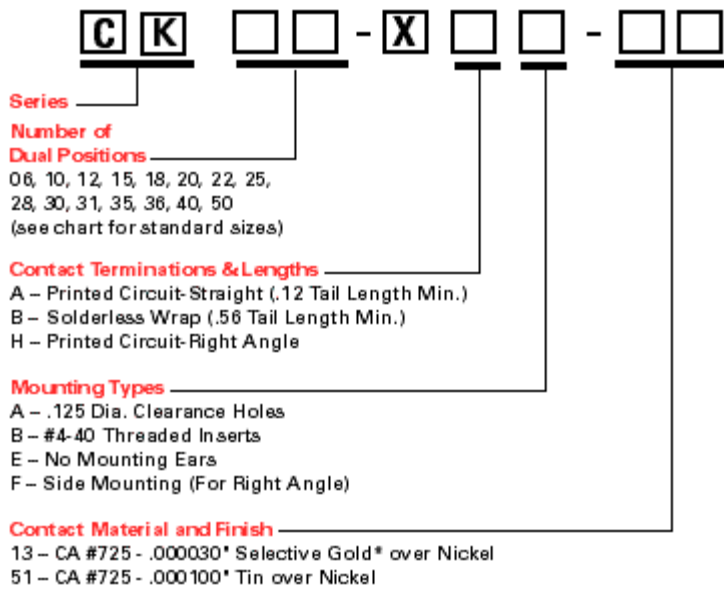 CK □□ - X □ □ - □□
Series
Number of
Dual Positions
06, 10, 12, 15, 18, 20, 22, 25,
28, 30, 31, 35, 36, 40, 50
(see chart for standard sizes)
Contact Terminations & Lengths
A – Printed Circuit-Straight (.12 Tail Length Min.)
B – Solderless Wrap (.56 Tail Length Min.)
H – Printed Circuit-Right Angle
Mounting Types
A – .125 Dia. Clearance Holes
B – #4-40 Threaded Inserts
E – No Mounting Ears
F – Side Mounting (For Right Angle)
Contact Material and Finish
13 – CA #725 - .000030" Selective Gold* over Nickel
51 – CA #725 - .000100" Tin over Nickel